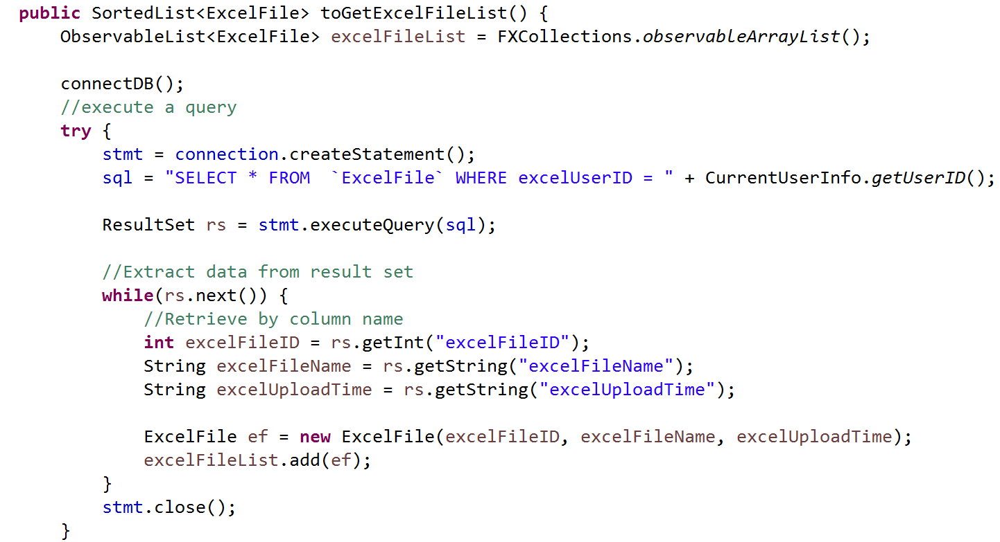 public SortedList<ExcelFile> toGetExcelFileList() {
    ObservableList<ExcelFile> excelFileList = FXCollections.observableArrayList();

    connectDB();
    //execute a query
    try {
        stmt = connection.createStatement();
        sql = "SELECT * FROM  `ExcelFile` WHERE excelUserID = " + CurrentUserInfo.getUserID();

        ResultSet rs = stmt.executeQuery(sql);

        //Extract data from result set
        while(rs.next()) {
            //Retrieve by column name
            int excelFileID = rs.getInt("excelFileID");
            String excelFileName = rs.getString("excelFileName");
            String excelUploadTime = rs.getString("excelUploadTime");

            ExcelFile ef = new ExcelFile(excelFileID, excelFileName, excelUploadTime);
            excelFileList.add(ef);
        }
        stmt.close();
    }